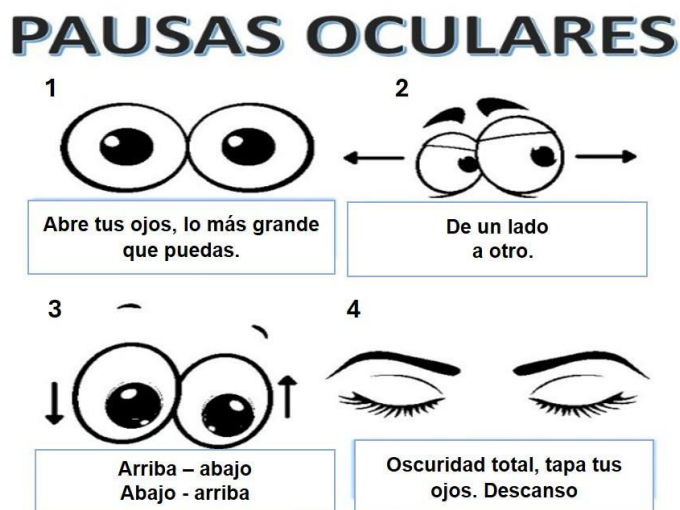 PAUSAS OCULARES
1
Abre tus ojos, lo más grande
que puedas.
2
De un lado
a otro.
3
Arriba – abajo
Abajo - arriba
4
Oscuridad total, tapa tus
ojos. Descanso